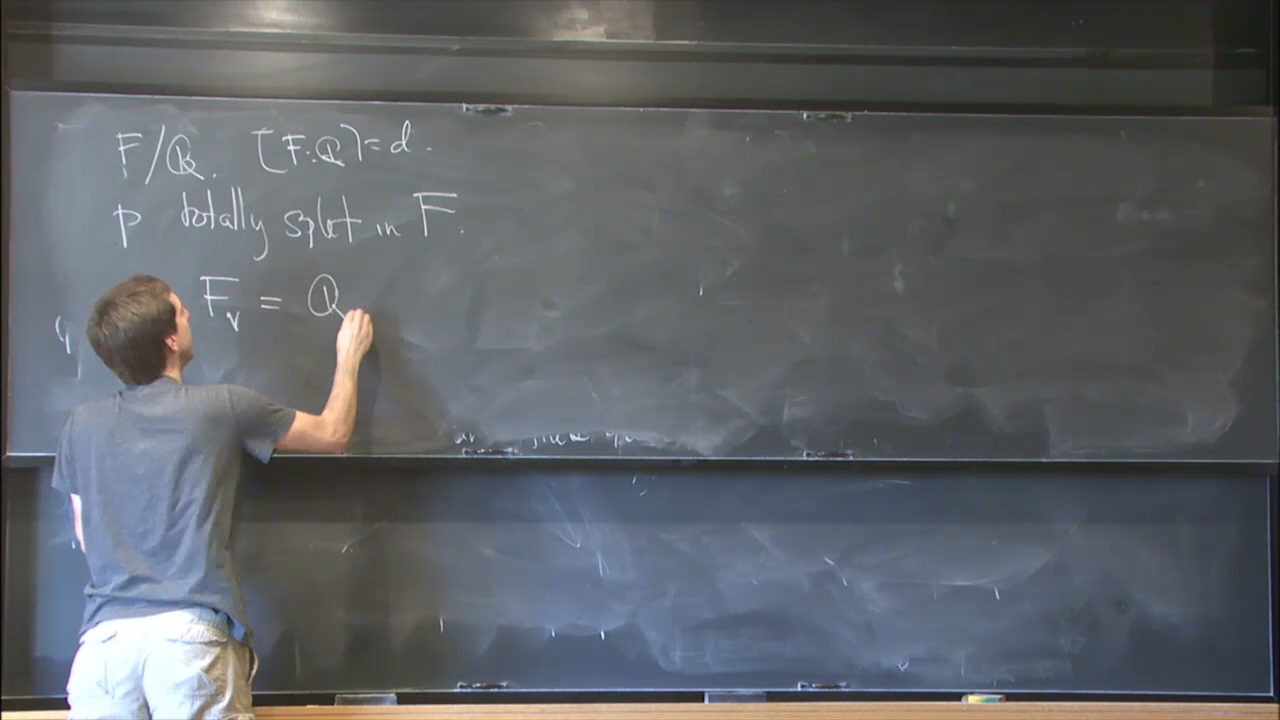 F/Q. [F:Q]=d.
p totally split in F.
F_v = Q